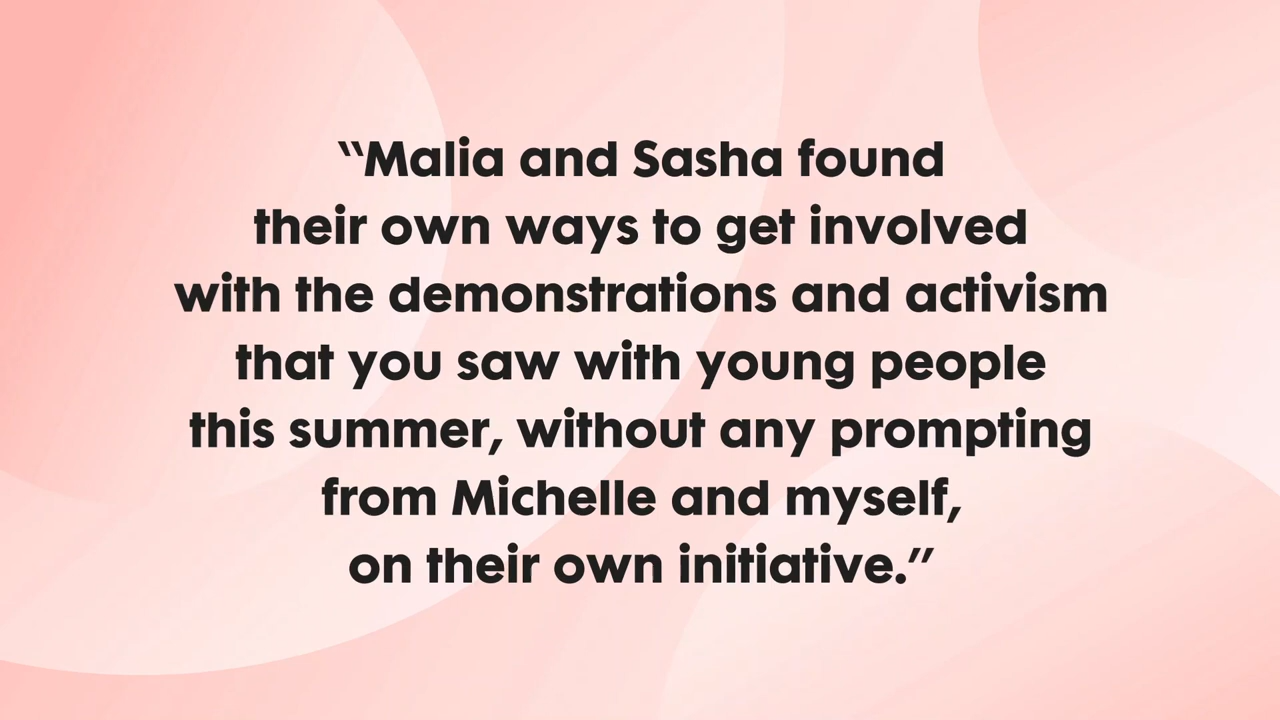 “Malia and Sasha found
their own ways to get involved
with the demonstrations and activism
that you saw with young people
this summer, without any prompting
from Michelle and myself,
on their own initiative.”